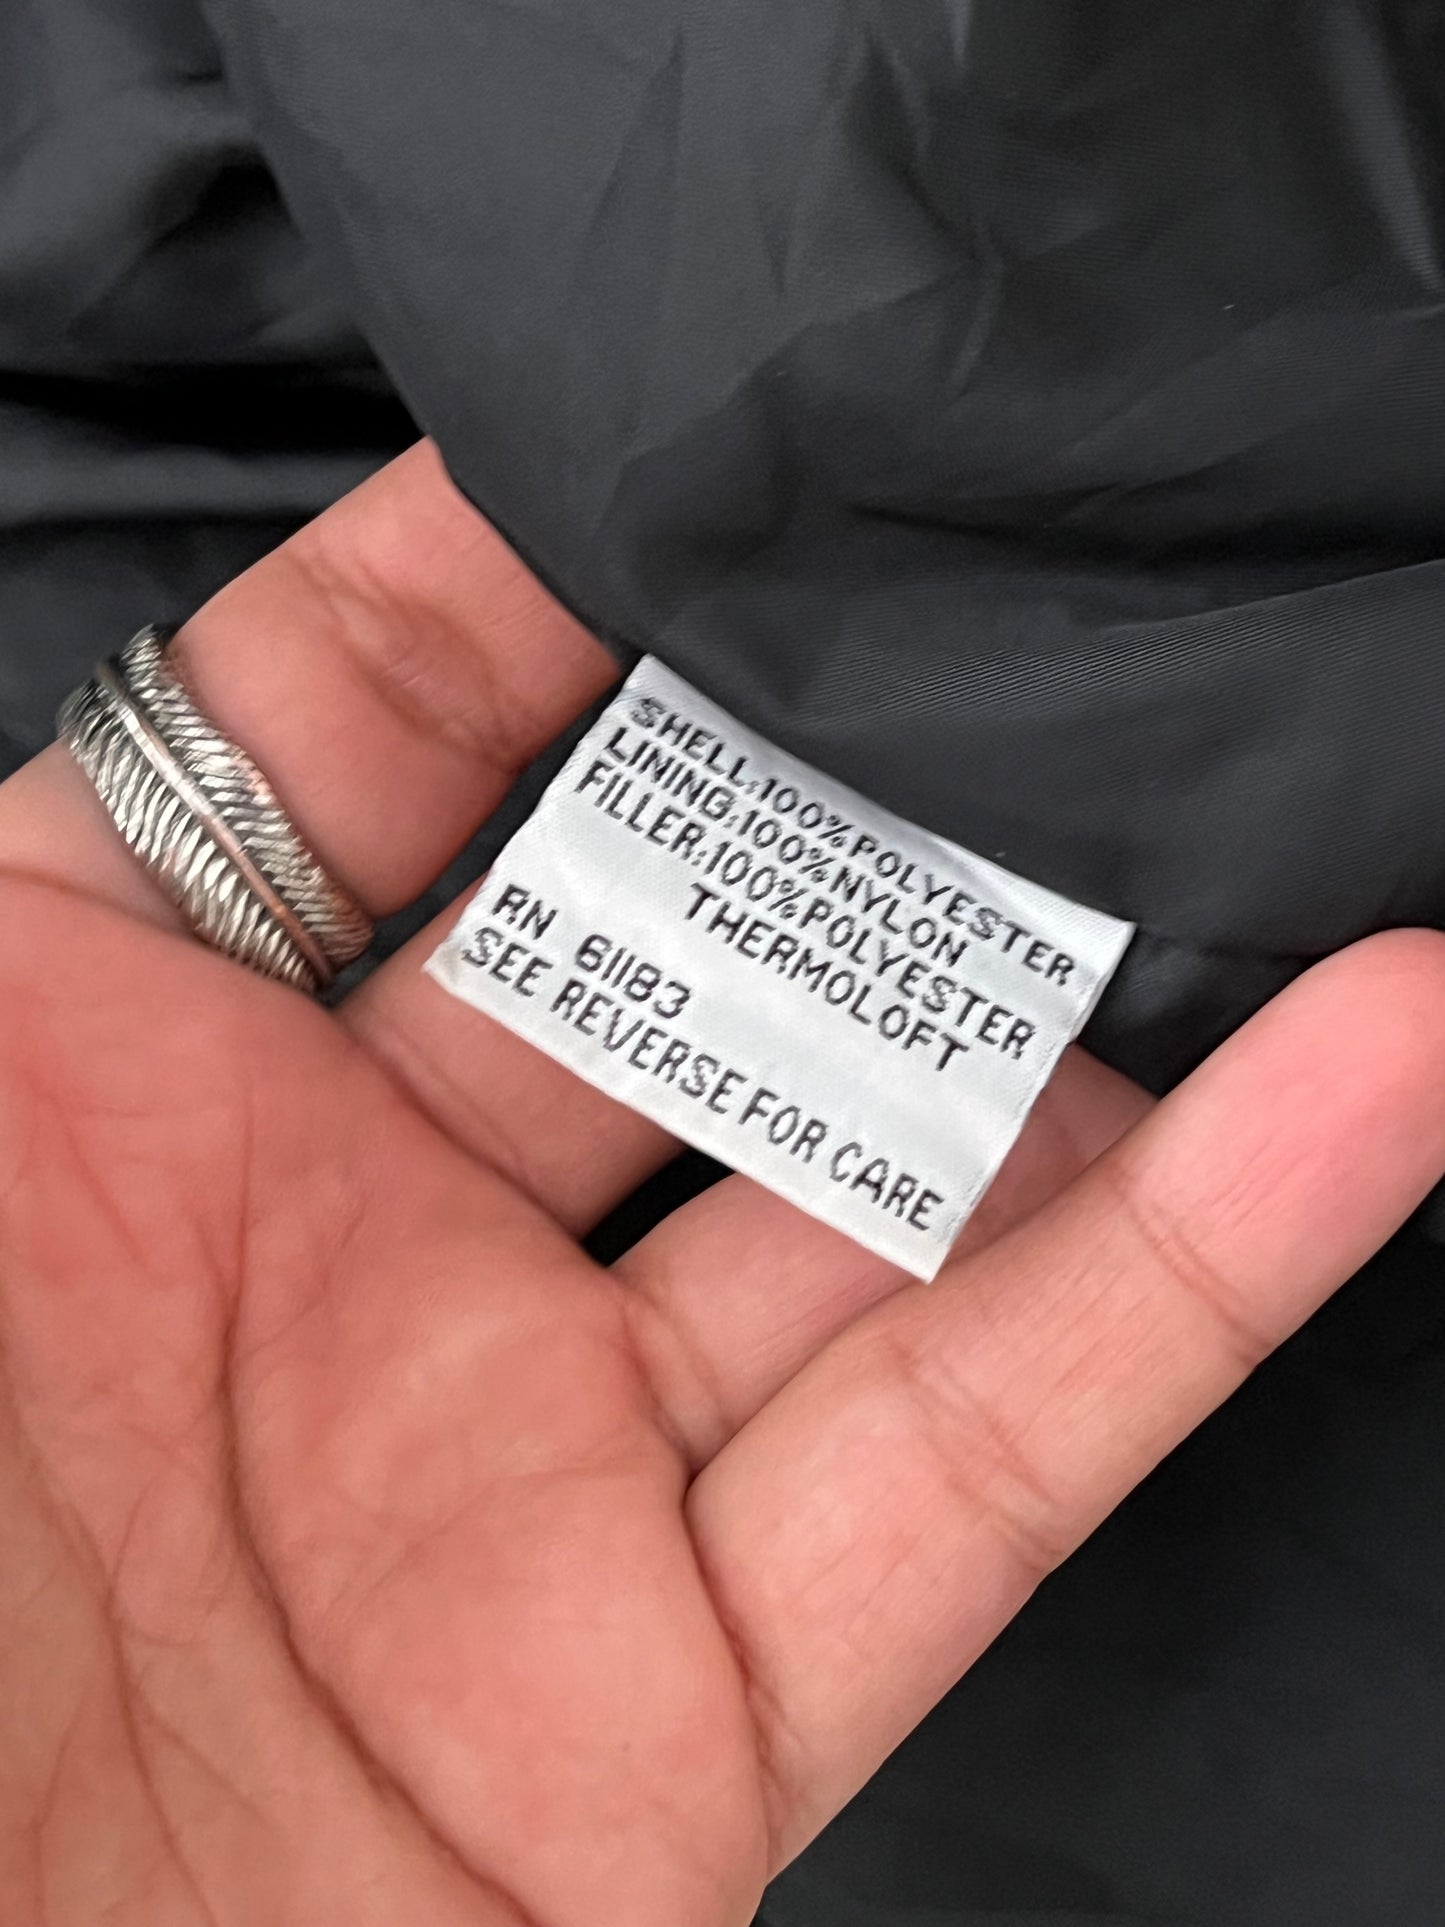 SHELL:100%POLYESTER
LINING:100%NYLON
FILLER:100%POLYESTER
THERMOLOFT
RN 61183
SEE REVERSE FOR CARE